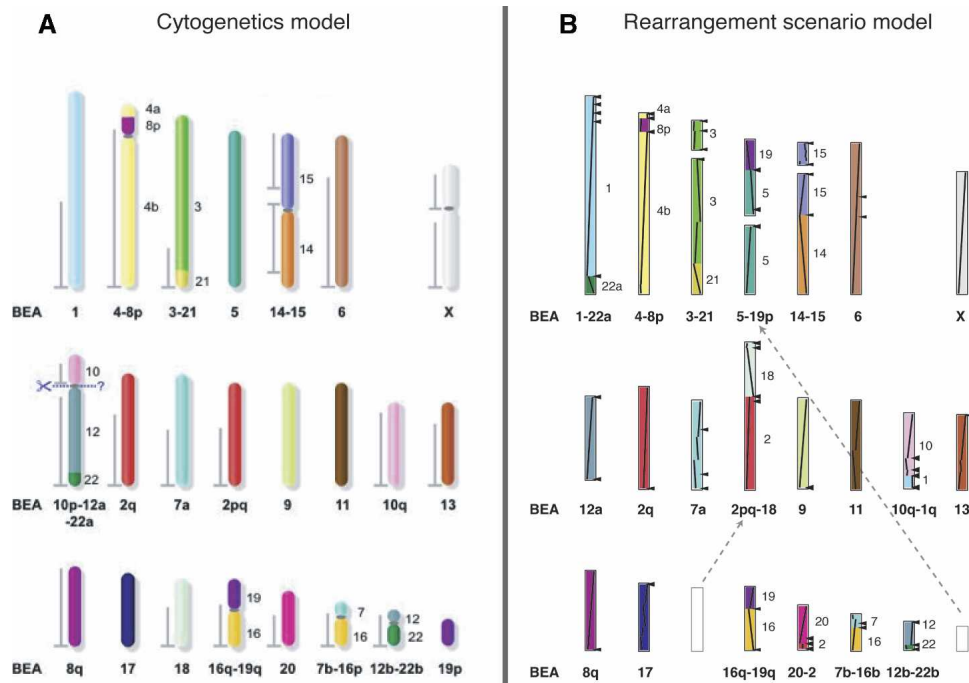 A Cytogenetics model
4a
8p
4b
3
21
15
14
BEA 1 4-8p 3-21 5 14-15 6 X
10
?
12
22
BEA 10p-12a 2q 7a 2pq 9 11 10q 13
-22a
19
16
7
16
12
22
BEA 8q 17 18 16q-19q 20 7b-16p 12b-22b 19p
B Rearrangement scenario model
1
22a
4a
8p
4b
3
3
21
19
5
5
15
15
14
BEA 1-22a 4-8p 3-21 5-19p 14-15 6 X
18
2
10
1
BEA 12a 2q 7a 2pq-18 9 11 10q-1q 13
19
16
20
2
7
16
12
22
BEA 8q 17 16q-19q 20-2 7b-16b 12b-22b